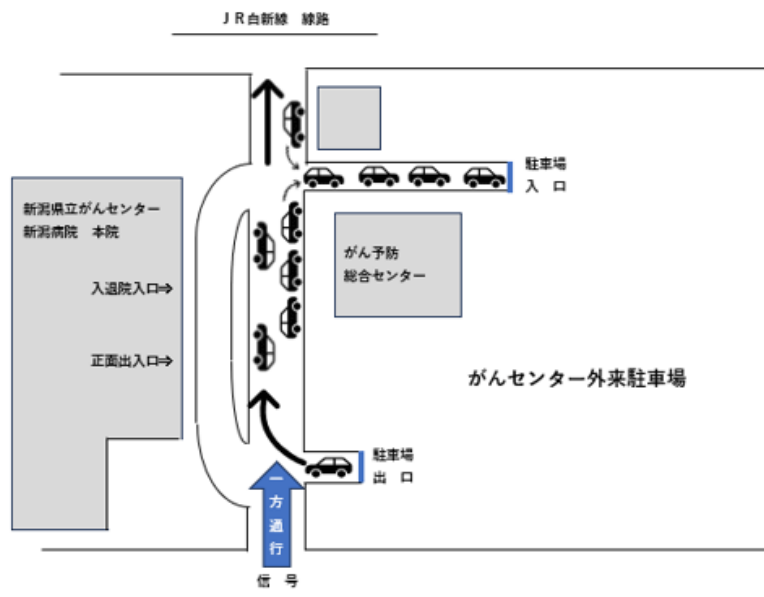 ＪＲ白新線　線路
駐車場
入　口
新潟県立がんセンター
新潟病院　本院
がん予防
総合センター
入退院入口⇒
正面出入口⇒
がんセンター外来駐車場
駐車場
出　口
一方通行
信　号